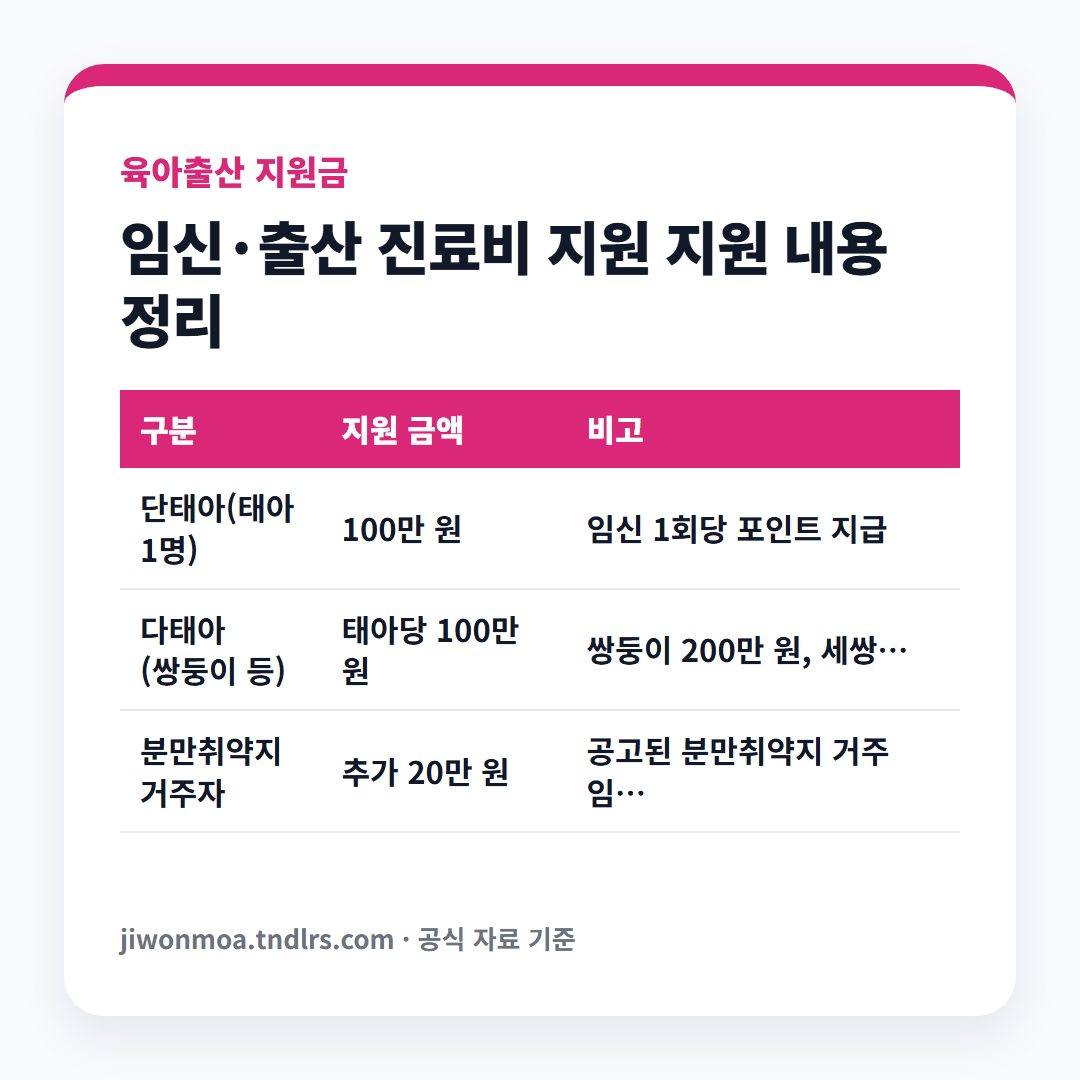 육아출산 지원금
임신·출산 진료비 지원 지원 내용
정리
구분 지원 금액 비고
단태아(태아
1명)
100만 원
임신 1회당 포인트 지급
다태아
(쌍둥이 등)
태아당 100만
원
쌍둥이 200만 원, 세쌍…
분만취약지
거주자
추가 20만 원
공고된 분만취약지 거주
임…
jiwonmoa.tndlrs.com · 공식 자료 기준